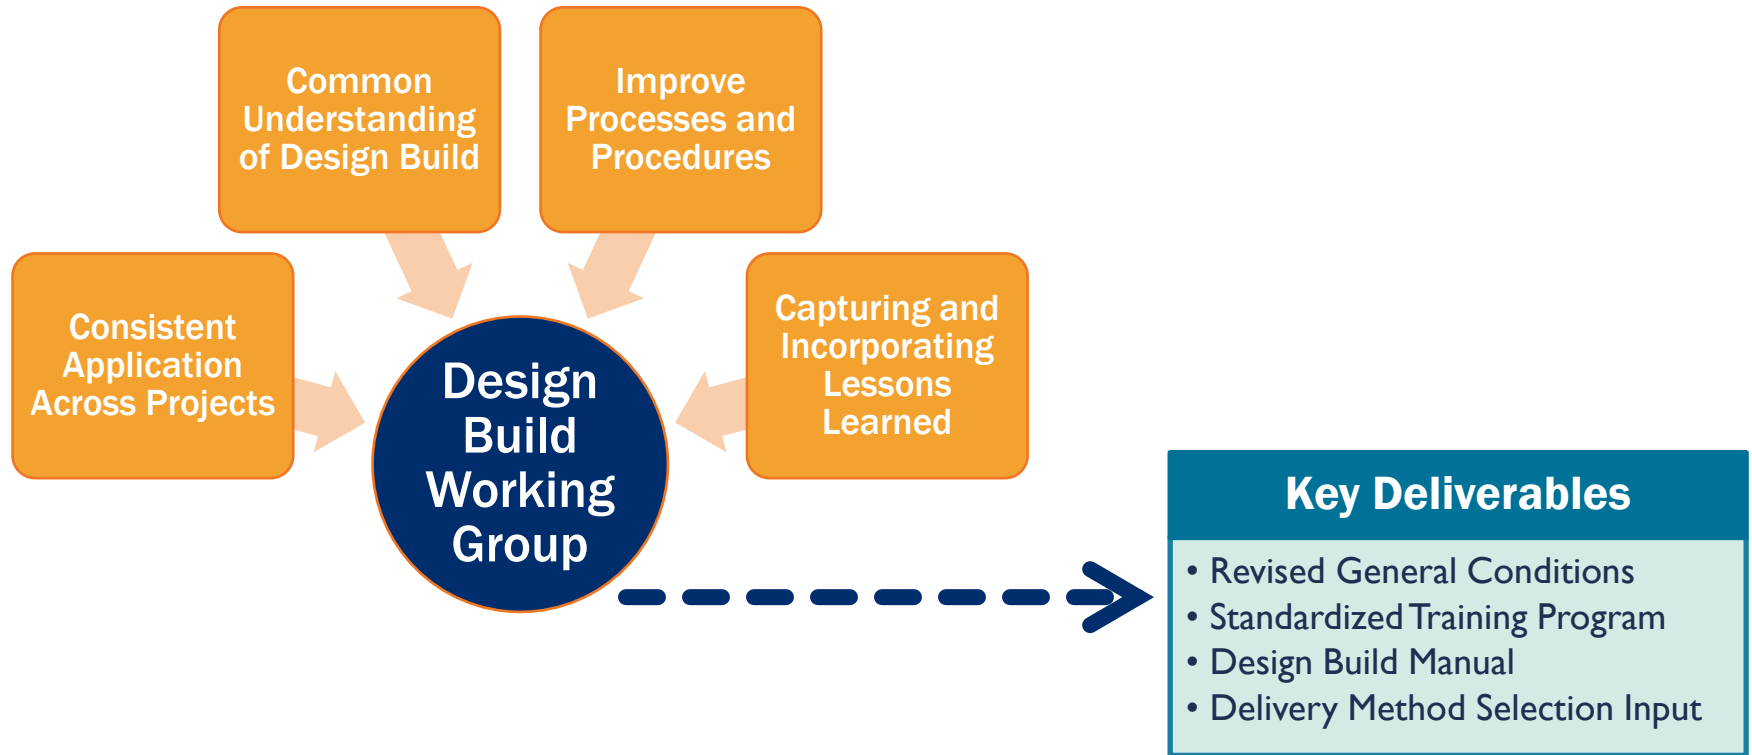 Common
Understanding
of Design Build
Improve
Processes and
Procedures
Consistent
Application
Across Projects
Capturing and
Incorporating
Lessons
Learned
Design
Build
Working
Group
Key Deliverables
• Revised General Conditions
• Standardized Training Program
• Design Build Manual
• Delivery Method Selection Input